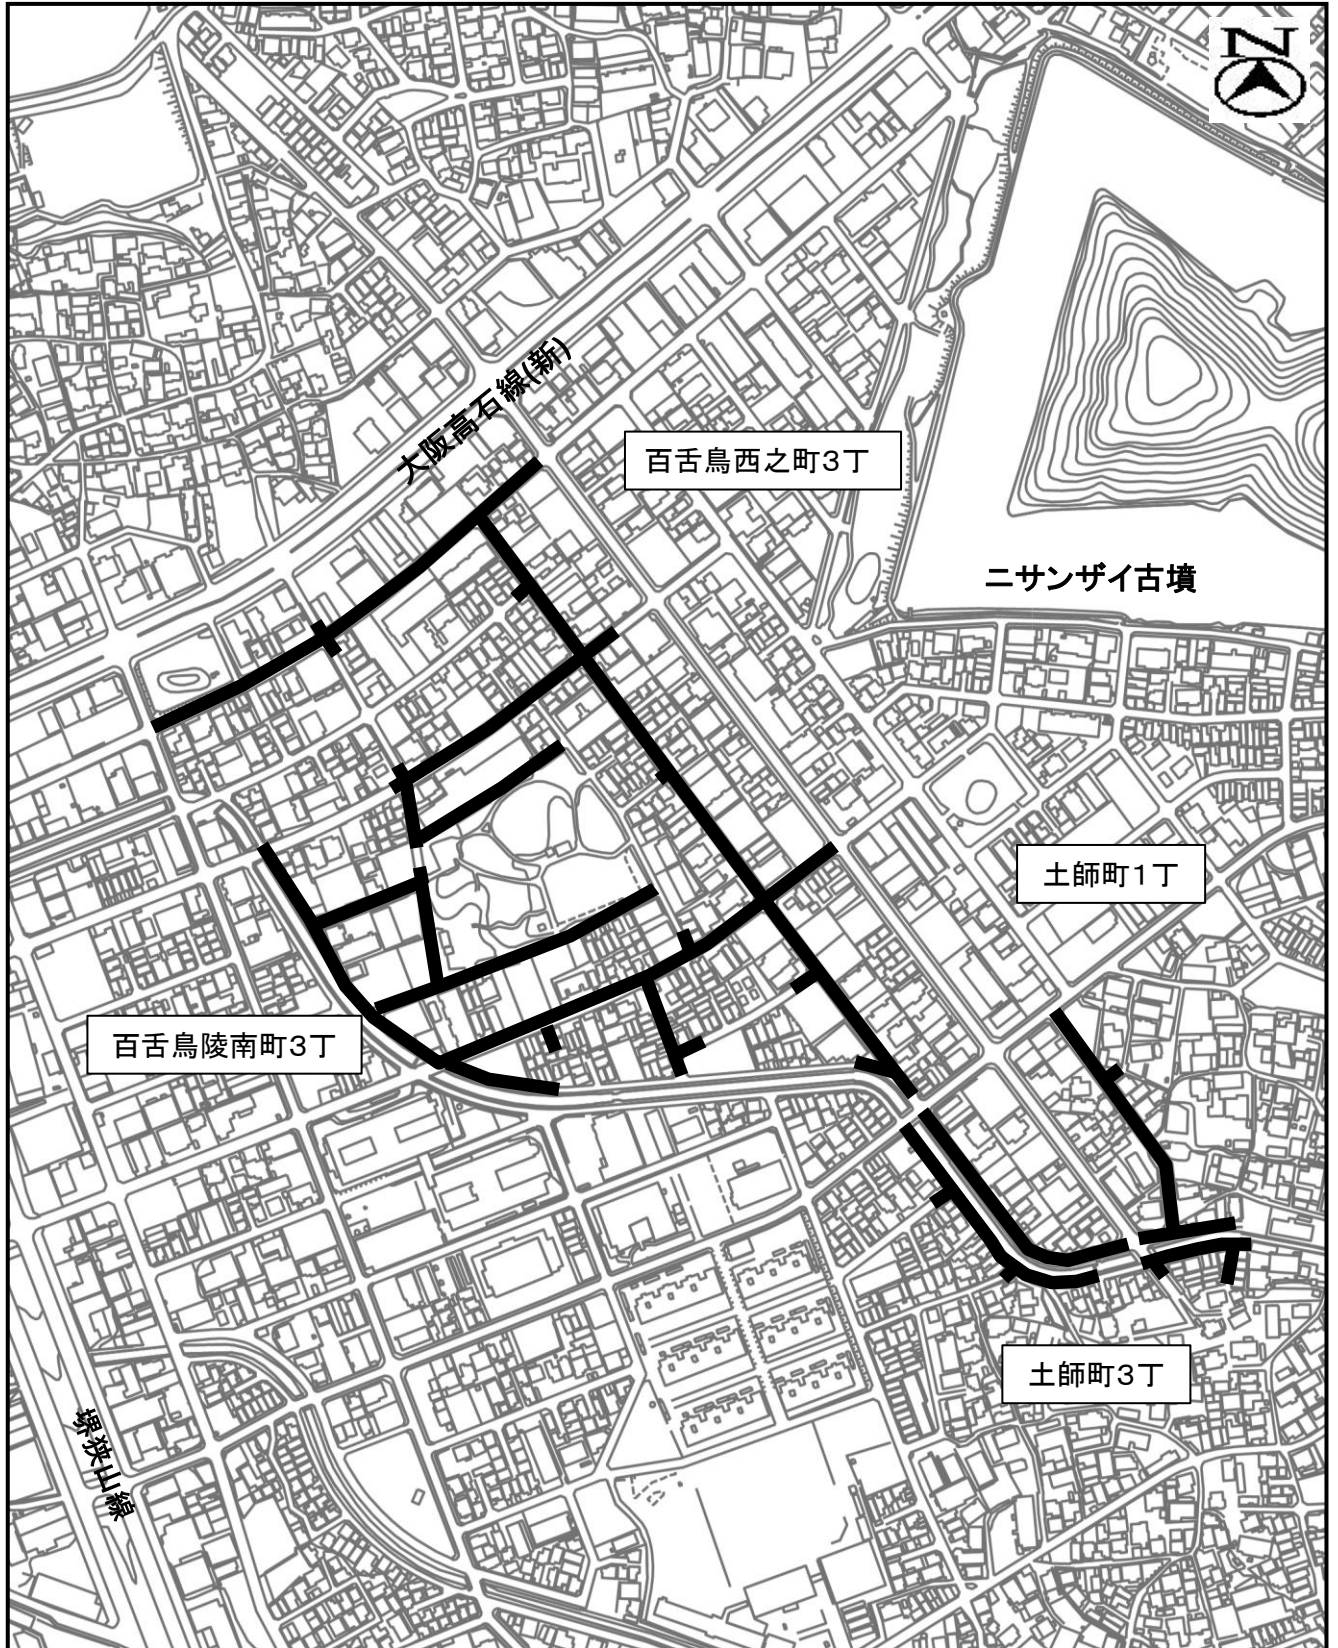 N
大阪高石線(新)
百舌鳥西之町3丁
ニサンザイ古墳
土師町1丁
百舌鳥陵南町3丁
土師町3丁
堺狭山線